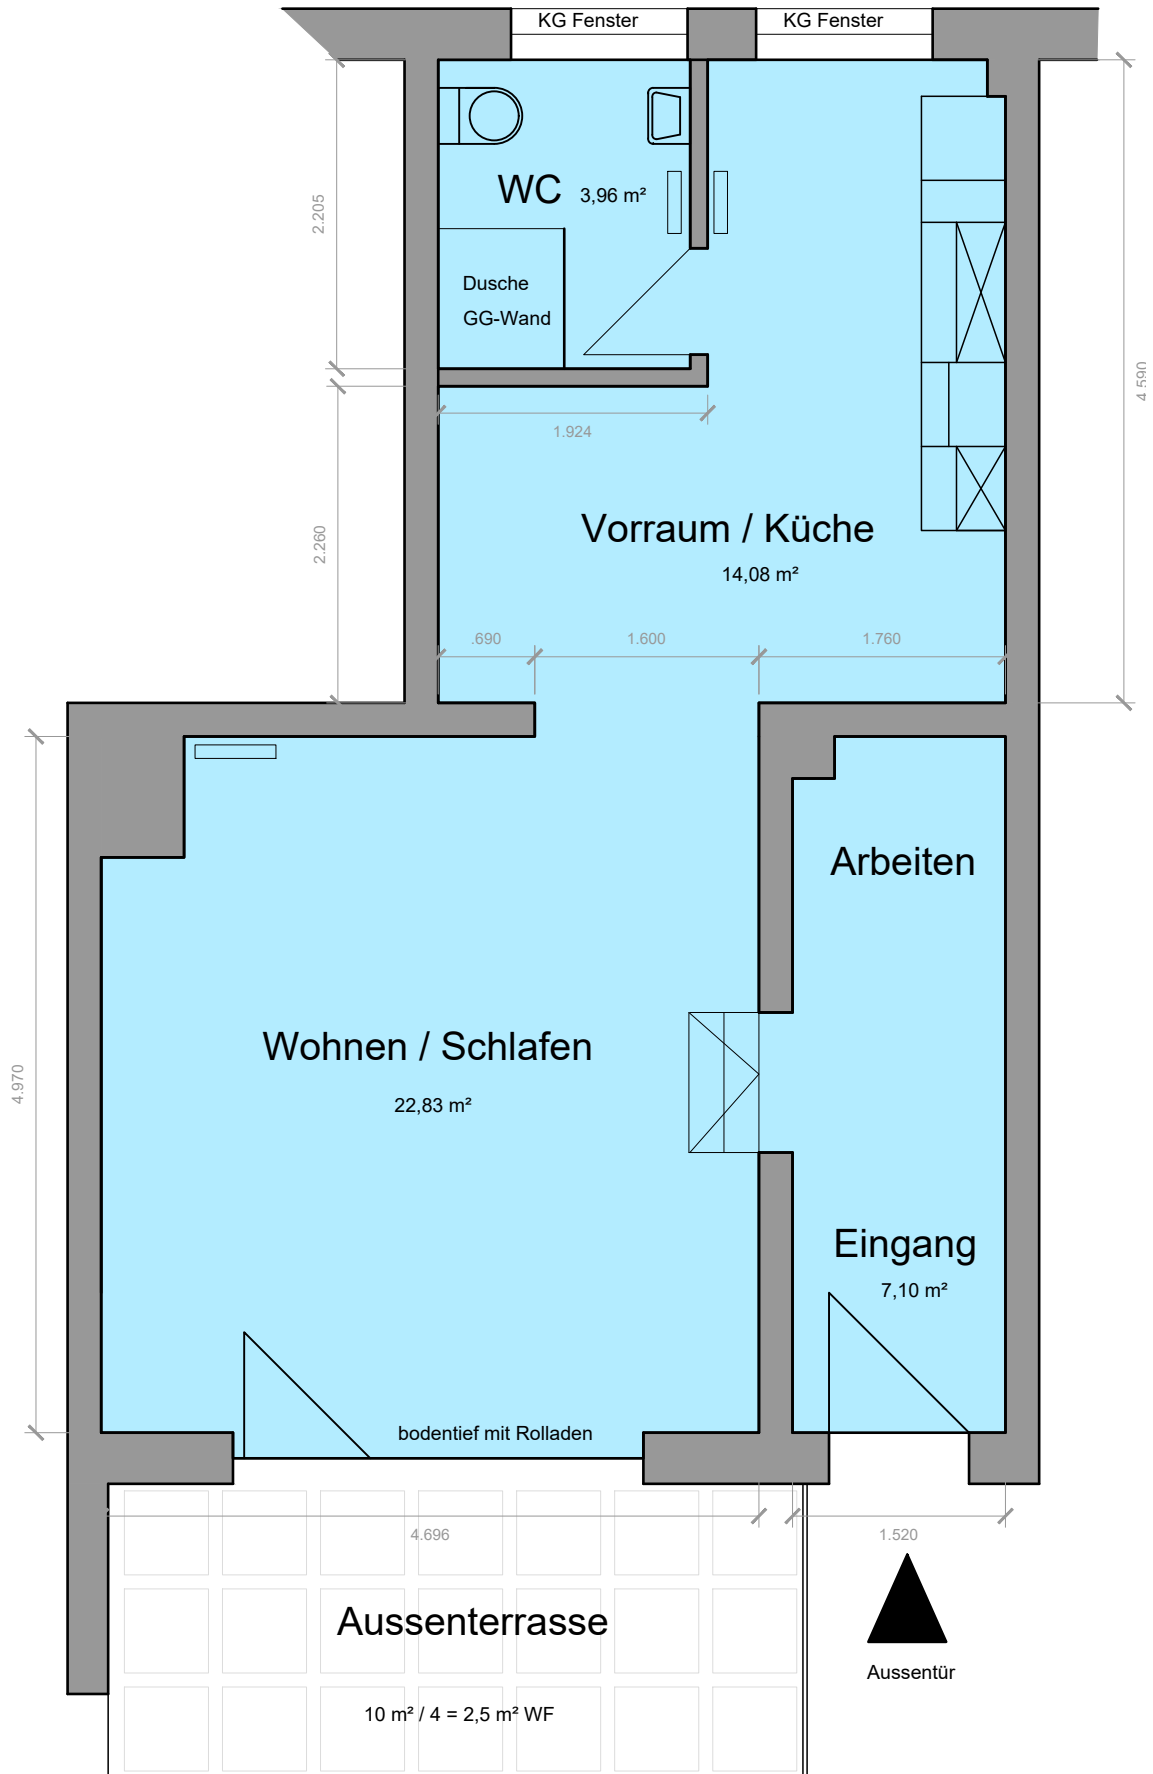 KG Fenster
KG Fenster
WC 3,96 m²
2.205
Dusche
GG-Wand
4.590
1.924
Vorraum / Küche
14,08 m²
2.260
.690
1.600
1.760
Arbeiten
Wohnen / Schlafen
22,83 m²
4.970
Eingang
7,10 m²
bodentief mit Rolladen
4.696
1.520
Aussenterrasse
Aussentür
10 m² / 4 = 2,5 m² WF